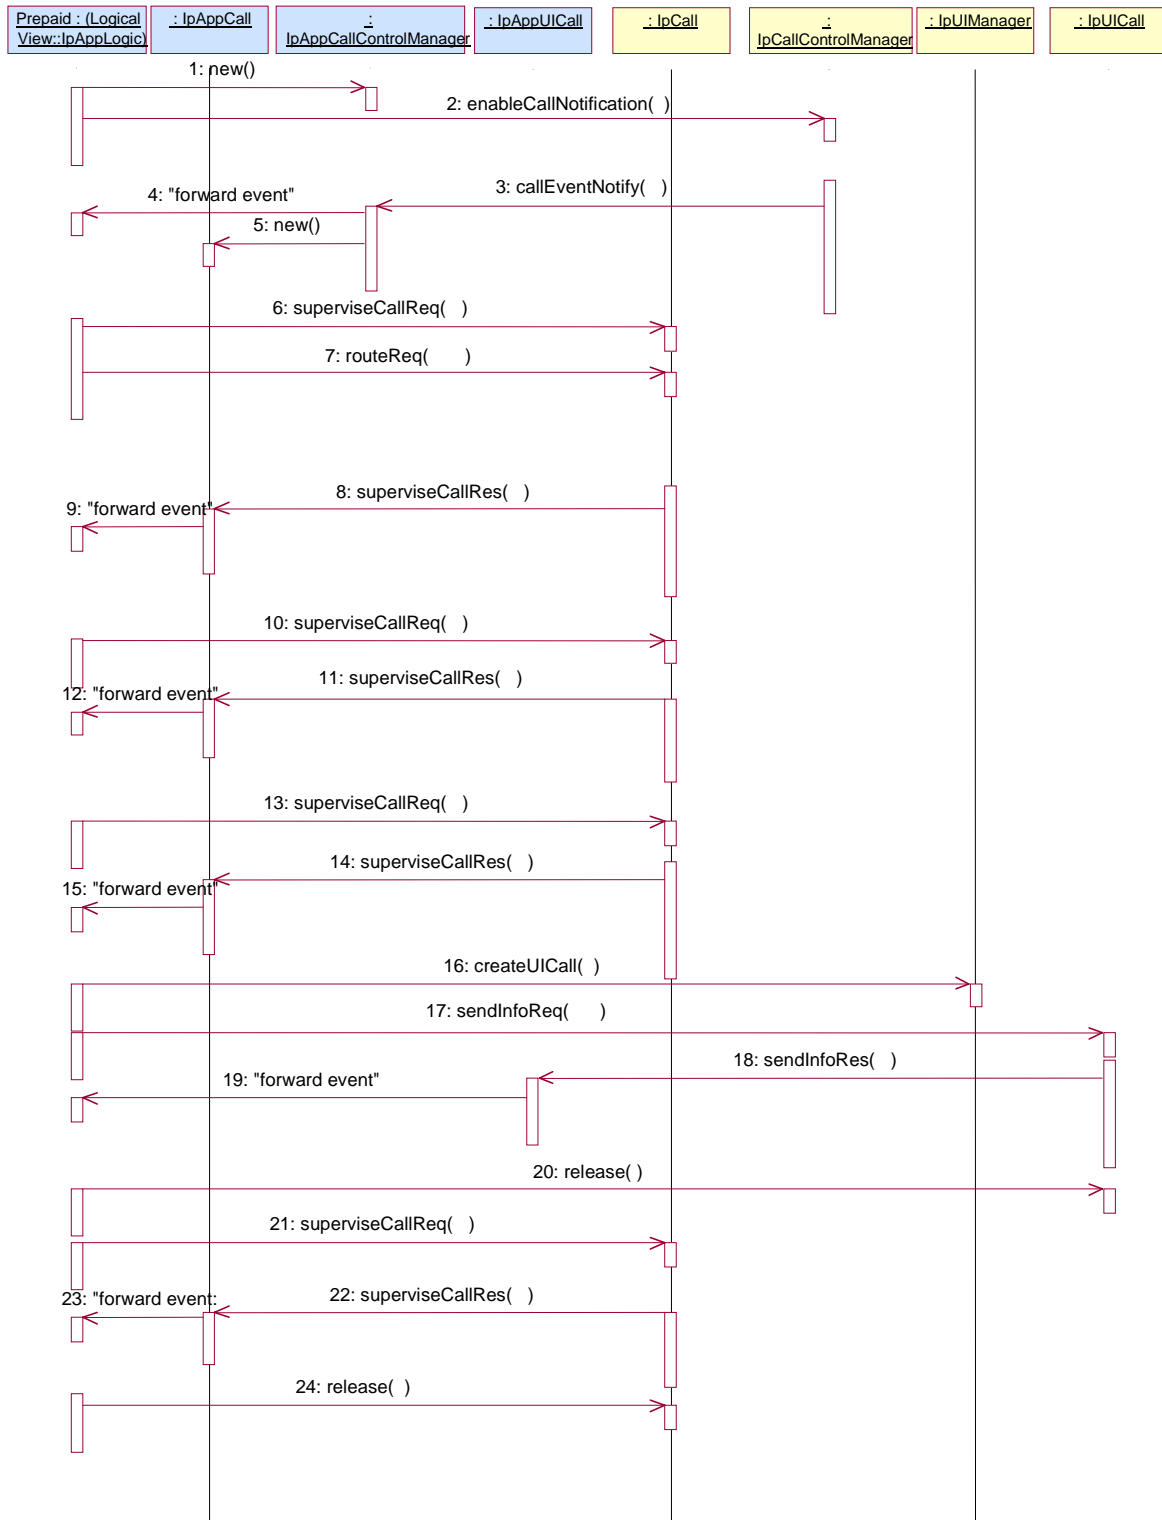 Prepaid : (Logical
View::IpAppLogic)
: IpAppCall
:
IpAppCallControlManager
: IpAppUICall
: IpCall
:
IpCallControlManager
: IpUIManager
: IpUICall
1: new()
2: enableCallNotification( )
3: callEventNotify( )
4: "forward event"
5: new()
6: superviseCallReq( )
7: routeReq( )
8: superviseCallRes( )
9: "forward event"
10: superviseCallReq( )
11: superviseCallRes( )
12: "forward event"
13: superviseCallReq( )
14: superviseCallRes( )
15: "forward event"
16: createUICall( )
17: sendInfoReq( )
18: sendInfoRes( )
19: "forward event"
20: release( )
21: superviseCallReq( )
22: superviseCallRes( )
23: "forward event:
24: release( )